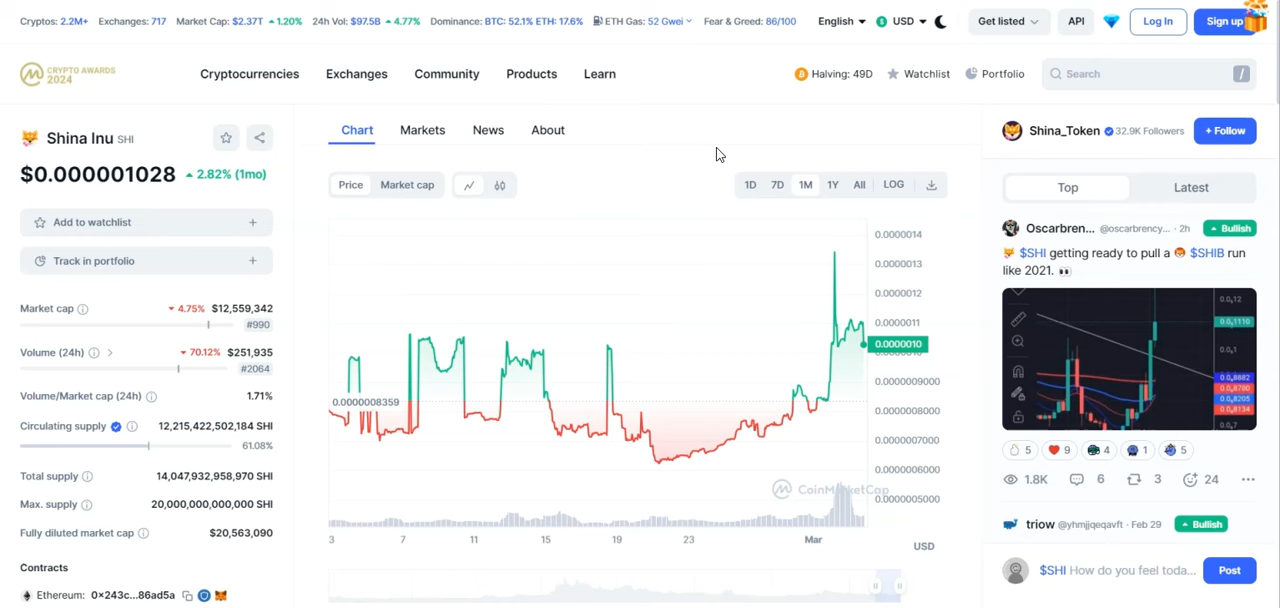 Cryptos: 2.2M+ Exchanges: 717 Market Cap: $2.37T 1.20% 24h Vol: $97.5B 4.77% Dominance: BTC: 52.1% ETH: 17.6% ETH Gas: 52 Gwei Fear & Greed: 86/100 English USD Get listed API Log In Sign up
CRYPTO AWARDS
2024
Cryptocurrencies Exchanges Community Products Learn Halving: 49D Watchlist Portfolio Search /
Shina Inu SHI
$0.000001028 2.82% (1mo)
Add to watchlist +
Track in portfolio +
Market cap 4.75% $12,559,342
#990
Volume (24h) 70.12% $251,935
#2064
Volume/Market cap (24h) 1.71%
Circulating supply 12,215,422,502,184 SHI
61.08%
Total supply 14,047,932,958,970 SHI
Max. supply 20,000,000,000,000 SHI
Fully diluted market cap $20,563,090
Contracts
Ethereum: 0x243c...86ad5a
Chart Markets News About
Price Market cap 1D 7D 1M 1Y All LOG
0.0000014
0.0000013
0.0000012
0.0000011
0.0000010
0.0000009000
0.0000008359
0.0000008000
0.0000007000
0.0000006000
0.0000005000
CoinMarketCap
3 7 11 15 19 23 Mar
USD
Shina_Token 32.9K Followers + Follow
Top Latest
Oscarbren... @oscarbrency... · 2h Bullish
$SHI getting ready to pull a $SHIB run
like 2021.
5 9 4 1 5
1.8K 6 3 24
triow @yhmjjqeqavft · Feb 29 Bullish
$SHI How do you feel toda... Post